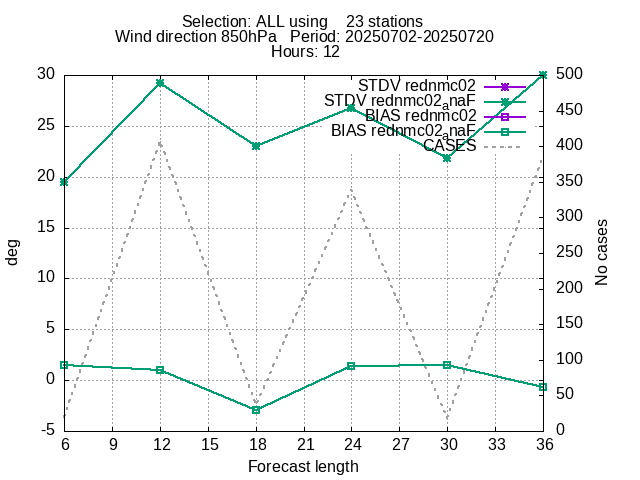 Selection: ALL using 23 stations
Wind direction 850hPa Period: 20250702-20250720
Hours: 12
STDV rednmc02
STDV rednmc02ₐnaF
BIAS rednmc02
BIAS rednmc02ₐnaF
CASES
30
25
20
15
10
5
0
-5
deg
500
450
400
350
300
250
200
150
100
50
0
No cases
6 9 12 15 18 21 24 27 30 33 36
Forecast length